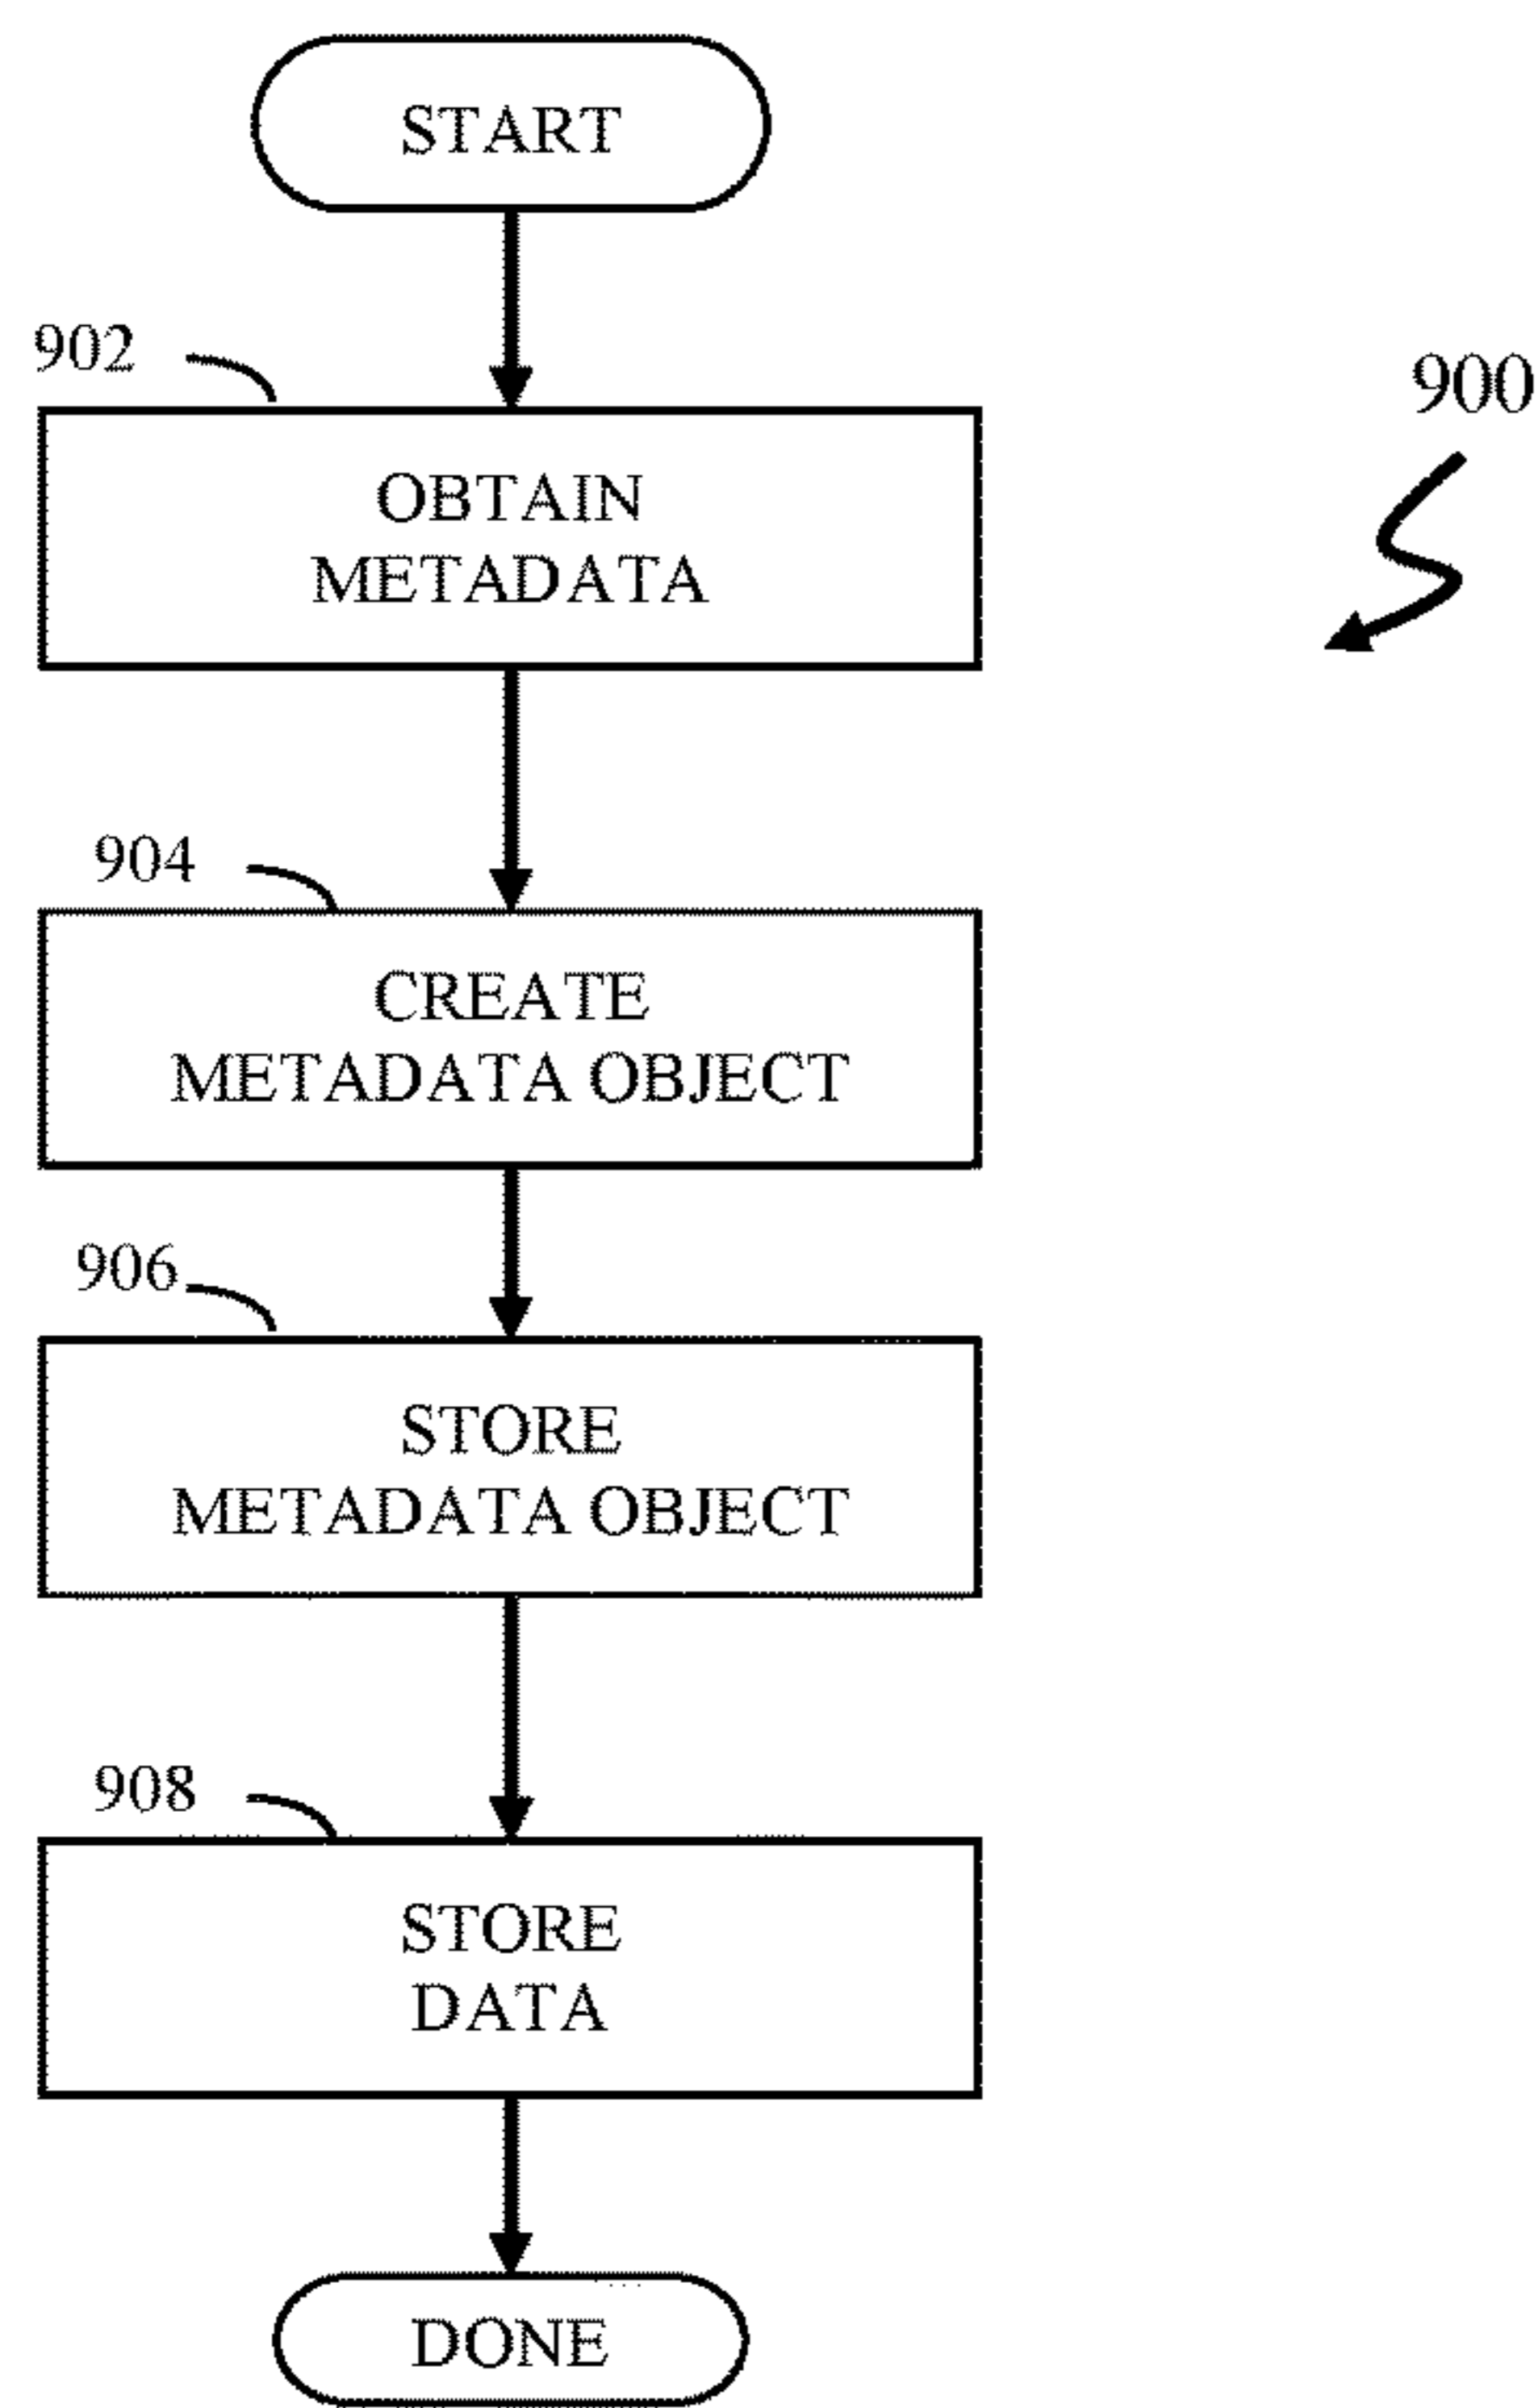 START
902
900
OBTAIN
METADATA
904
CREATE
METADATA OBJECT
906
STORE
METADATA OBJECT
908
STORE
DATA
DONE